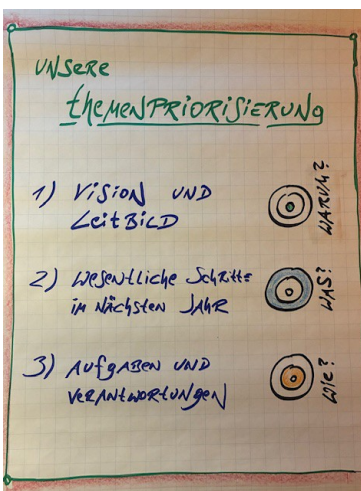 UNSERE
THEMENPRIORISIERUNG
1) VISION UND
LEITBILD
WARUM?
2) WESENTLICHE SCHRITTE
IM NÄCHSTEN JAHR
WAS?
3) AUFGABEN UND
VERANTWORTUNGEN
WIE?